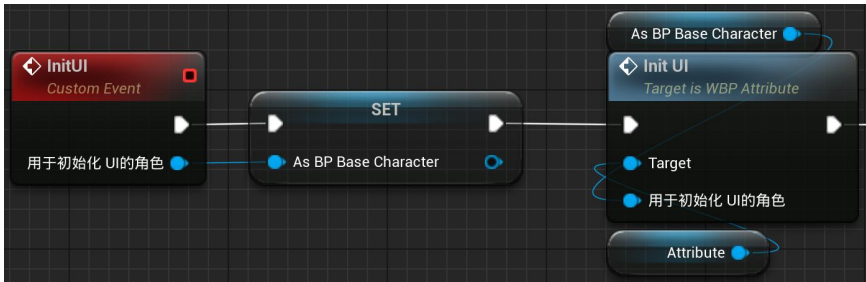 InitUI
Custom Event
用于初始化 UI的角色
SET
As BP Base Character
As BP Base Character
Init UI
Target is WBP Attribute
Target
用于初始化 UI的角色
Attribute